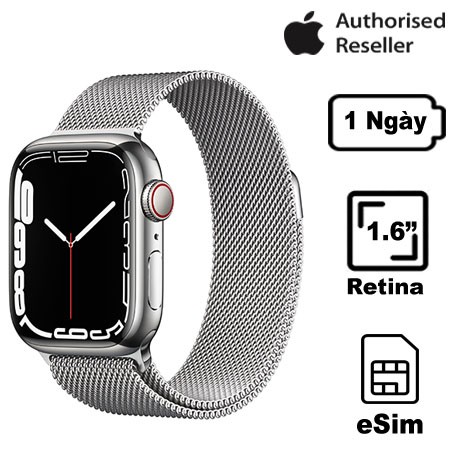 Authorised
Reseller
1 Ngày
1.6”
Retina
eSim